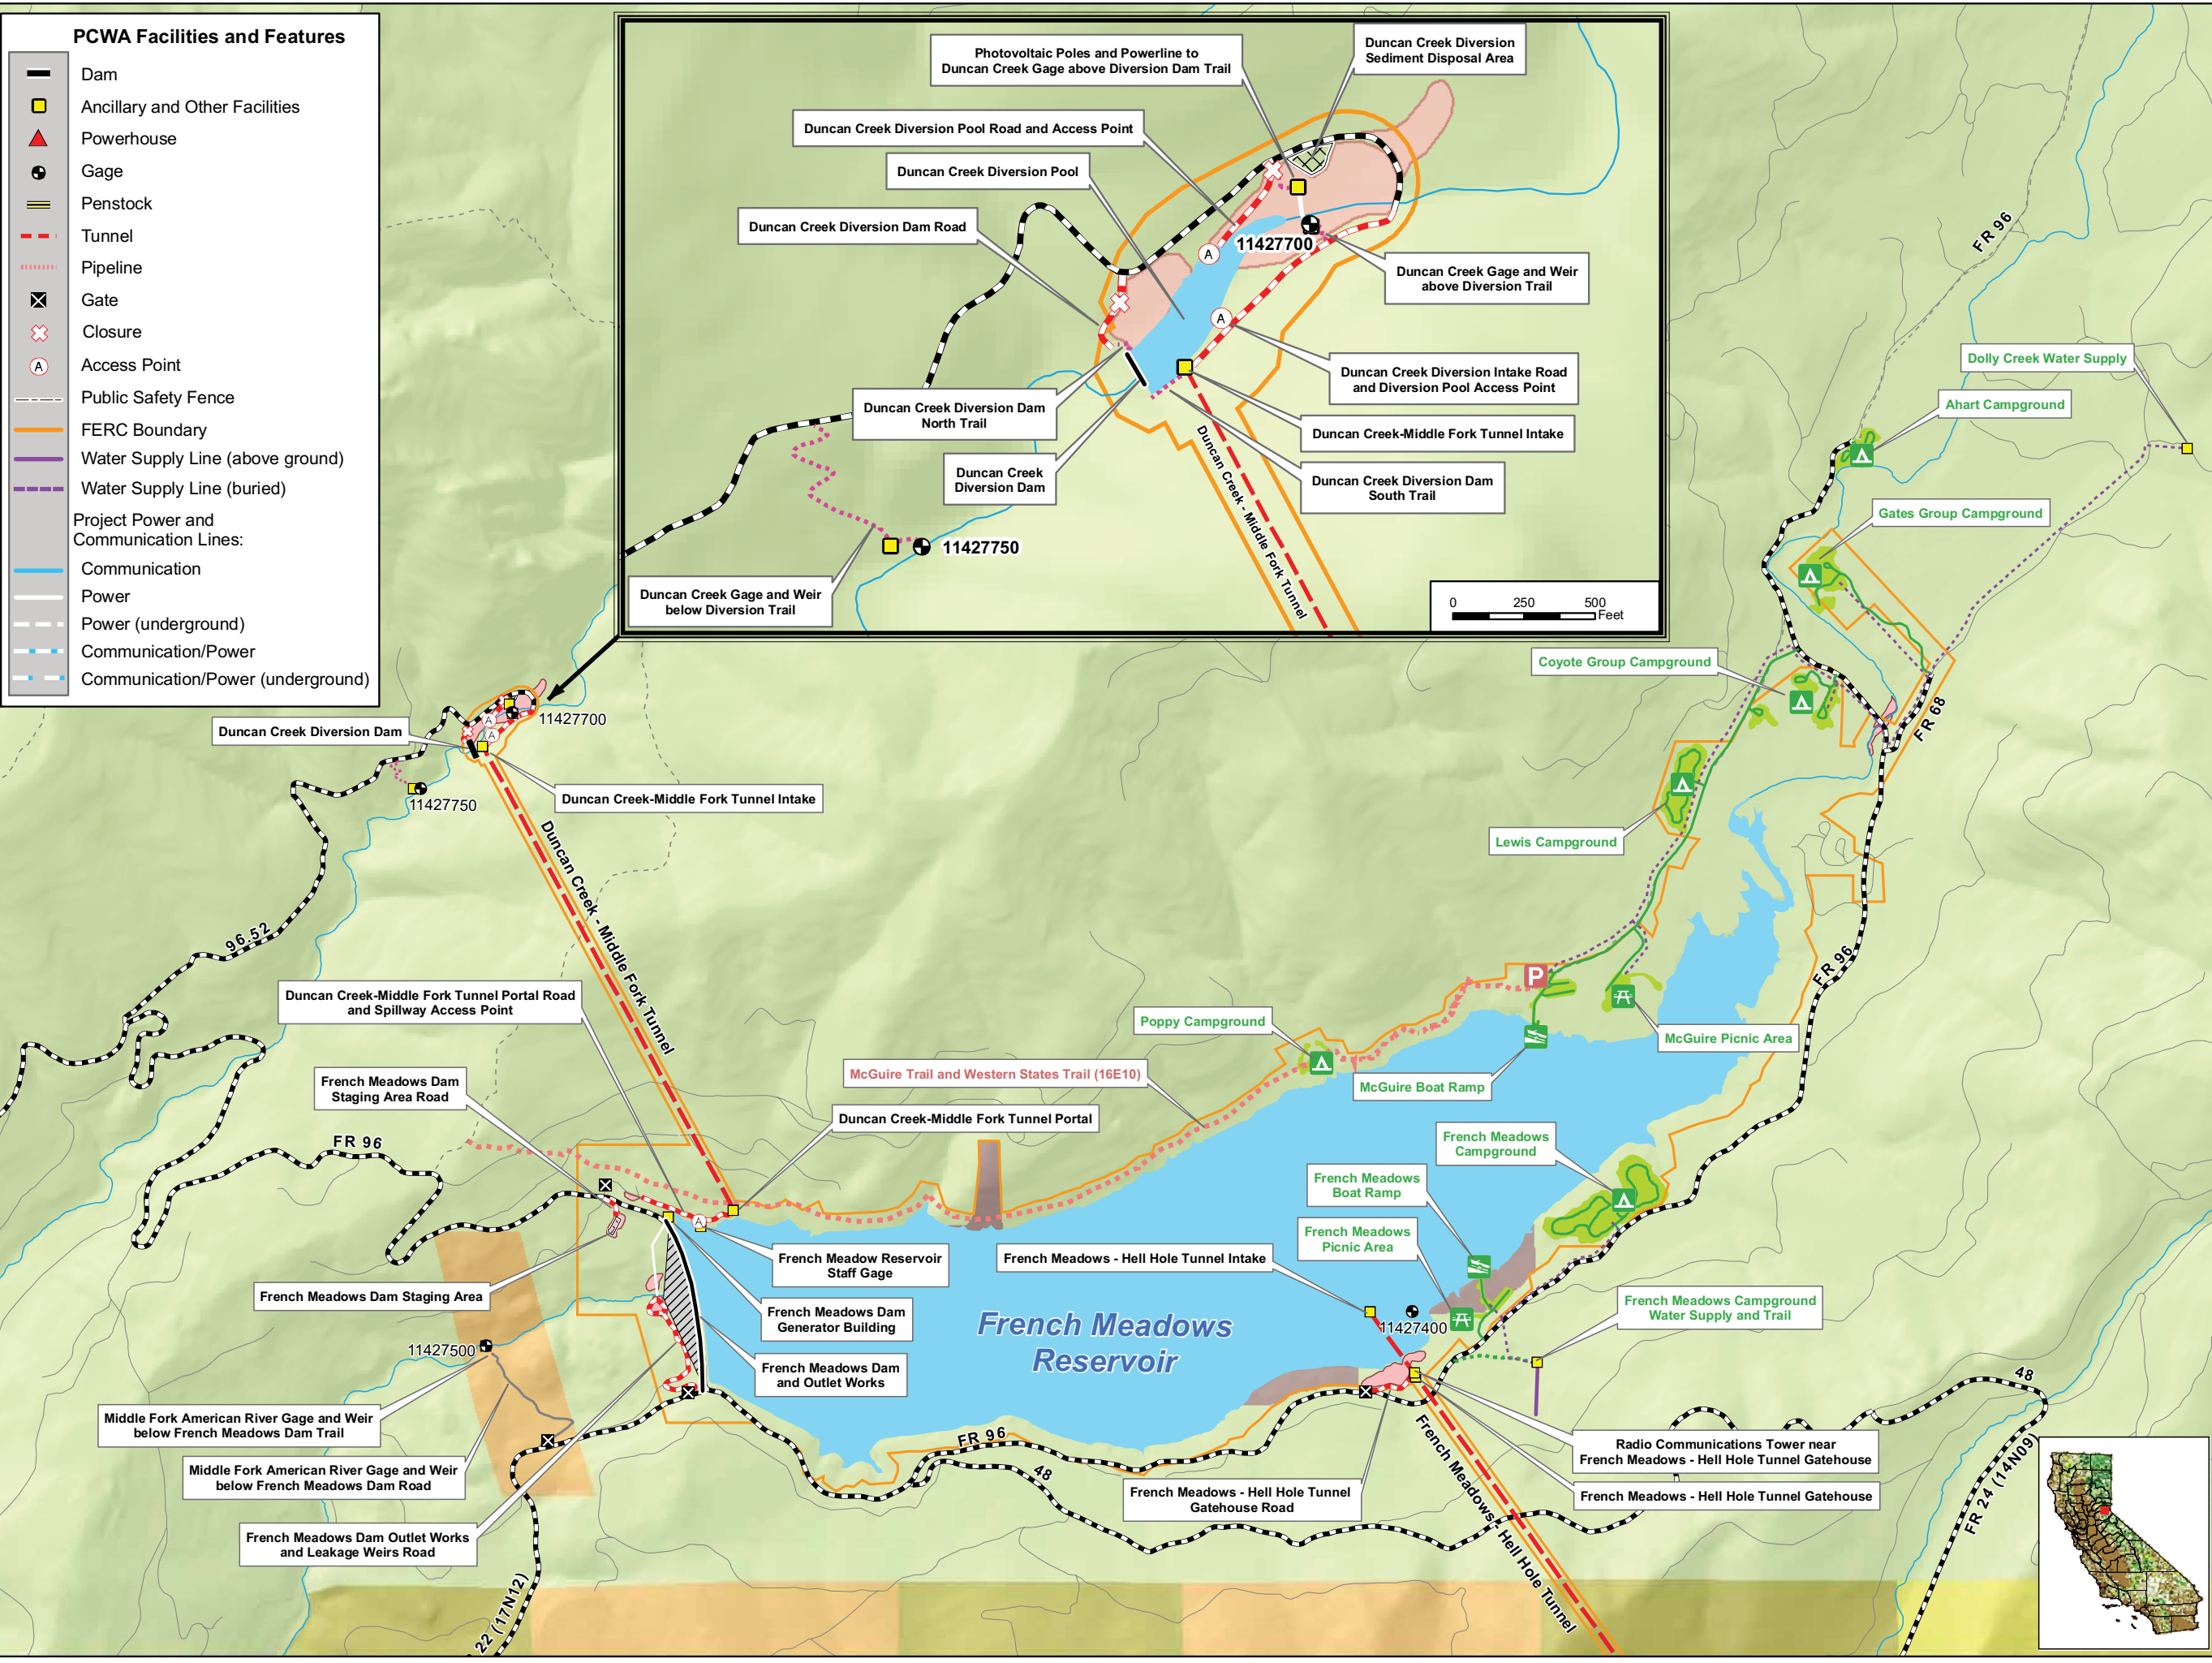 PCWA Facilities and Features
Dam
Ancillary and Other Facilities
Powerhouse
Gage
Penstock
Tunnel
Pipeline
Gate
Closure
A
Access Point
Public Safety Fence
FERC Boundary
Water Supply Line (above ground)
Water Supply Line (buried)
Project Power and
Communication Lines:
Communication
Power
Power (underground)
Communication/Power
Communication/Power (underground)
Photovoltaic Poles and Powerline to
Duncan Creek Gage above Diversion Dam Trail
Duncan Creek Diversion
Sediment Disposal Area
Duncan Creek Diversion Pool Road and Access Point
Duncan Creek Diversion Pool
Duncan Creek Diversion Dam Road
11427700
A
Duncan Creek Gage and Weir
above Diversion Trail
A
Duncan Creek Diversion Intake Road
and Diversion Pool Access Point
Duncan Creek Diversion Dam
North Trail
Duncan Creek-Middle Fork Tunnel Intake
Duncan Creek
Diversion Dam
Duncan Creek Diversion Dam
South Trail
Duncan Creek - Middle Fork Tunnel
11427750
Duncan Creek Gage and Weir
below Diversion Trail
0 250 500
Feet
FR 96
Dolly Creek Water Supply
Ahart Campground
Gates Group Campground
Coyote Group Campground
FR 68
Lewis Campground
FR 96
11427700
A
A
Duncan Creek Diversion Dam
11427750
Duncan Creek-Middle Fork Tunnel Intake
Duncan Creek - Middle Fork Tunnel
96.52
Duncan Creek-Middle Fork Tunnel Portal Road
and Spillway Access Point
P
Poppy Campground
McGuire Picnic Area
McGuire Boat Ramp
McGuire Trail and Western States Trail (16E10)
French Meadows Dam
Staging Area Road
Duncan Creek-Middle Fork Tunnel Portal
FR 96
French Meadows
Campground
French Meadows
Boat Ramp
French Meadows
Picnic Area
A
French Meadow Reservoir
Staff Gage
French Meadows - Hell Hole Tunnel Intake
French Meadows Dam Staging Area
French Meadows Dam
Generator Building
French Meadows
Reservoir
11427400
French Meadows Campground
Water Supply and Trail
11427500
French Meadows Dam
and Outlet Works
48
Middle Fork American River Gage and Weir
below French Meadows Dam Trail
FR 96
Radio Communications Tower near
French Meadows - Hell Hole Tunnel Gatehouse
Middle Fork American River Gage and Weir
below French Meadows Dam Road
48
French Meadows - Hell Hole Tunnel
Gatehouse Road
French Meadows - Hell Hole Tunnel Gatehouse
French Meadows - Hell Hole Tunnel
French Meadows Dam Outlet Works
and Leakage Weirs Road
FR 24 (14N09)
22 (17N12)